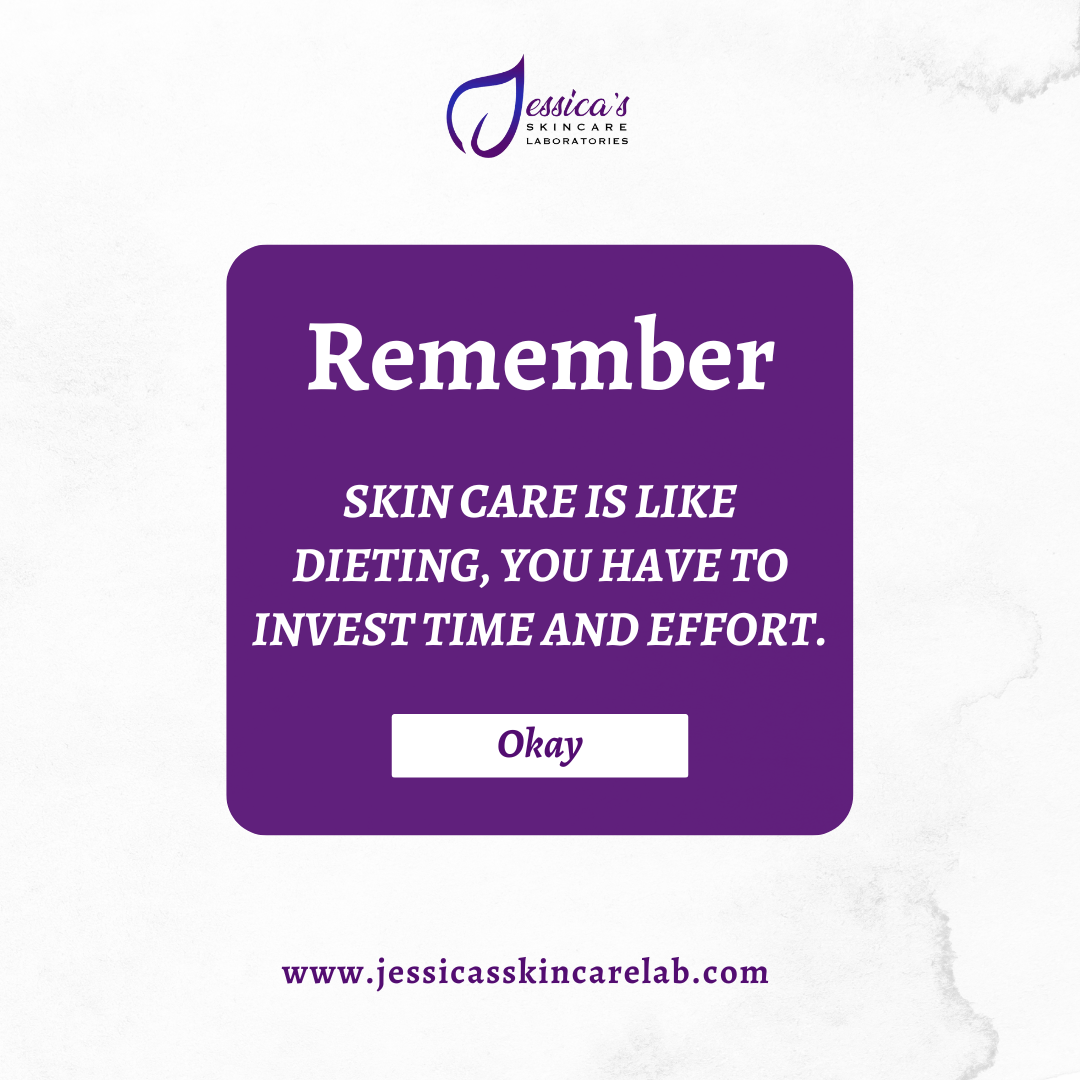 Jessica's
SKINCARE
LABORATORIES
Remember
SKIN CARE IS LIKE
DIETING, YOU HAVE TO
INVEST TIME AND EFFORT.
Okay
www.jessicasskincarelab.com